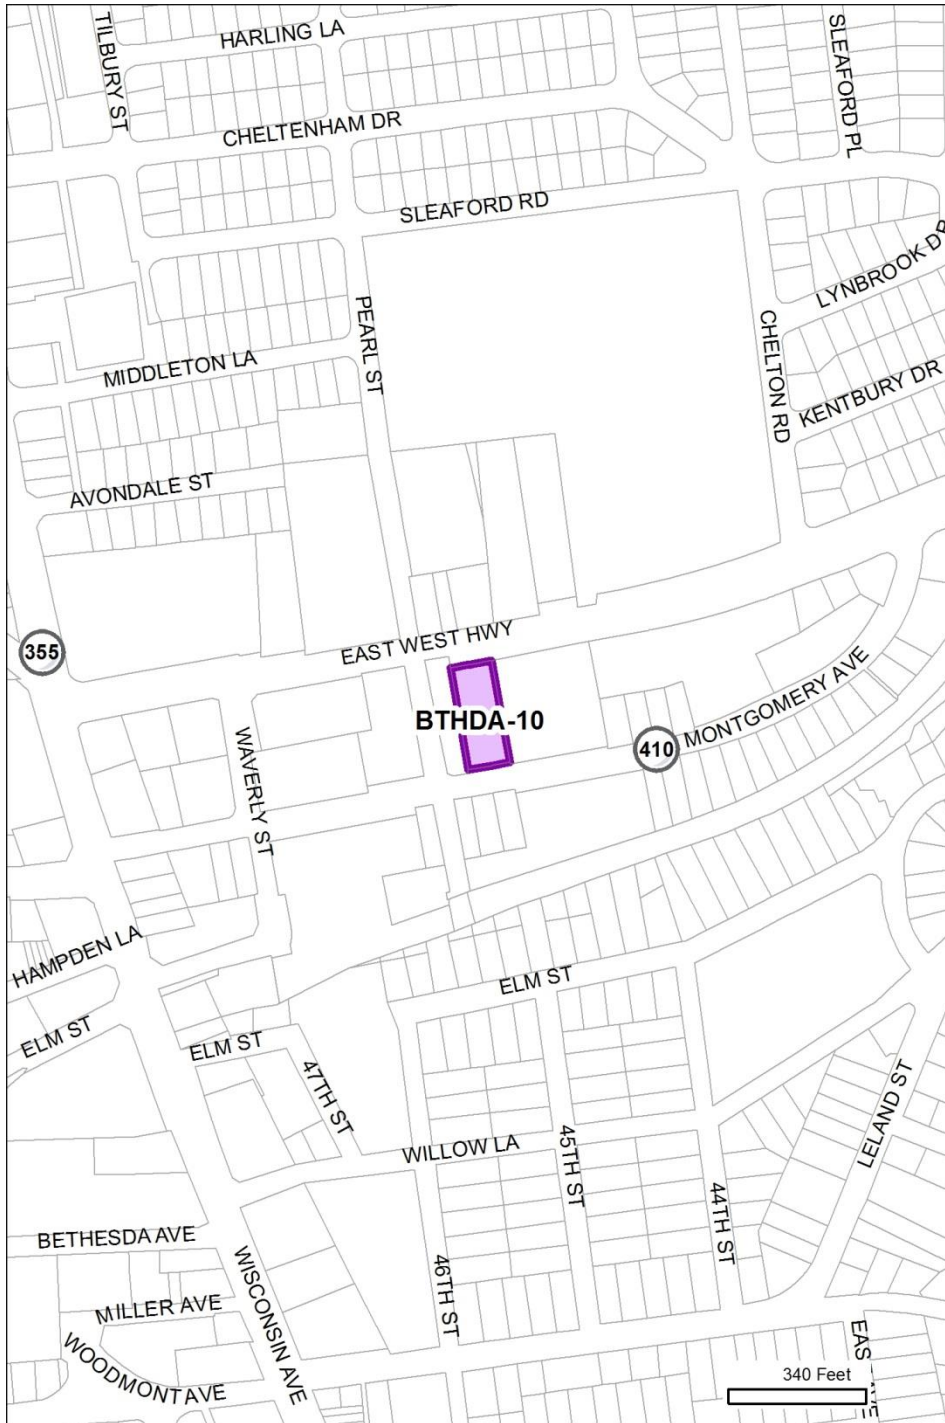 HARLING LA
TILBURY ST
SLEAFORD PL
CHELTENHAM DR
SLEAFORD RD
LYNBROOK DR
PEARL ST
CHELTON RD
MIDDLETON LA
KENTBURY DR
AVONDALE ST
EAST WEST HWY
355
BTHDA-10
MONTGOMERY AVE
410
WAVERLY ST
HAMPDEN LA
ELM ST
ELM ST
ELM ST
47TH ST
LELAND ST
WILLOW LA
45TH ST
44TH ST
BETHESDA AVE
WISCONSIN AVE
46TH ST
MILLER AVE
WOODMONT AVE
340 Feet